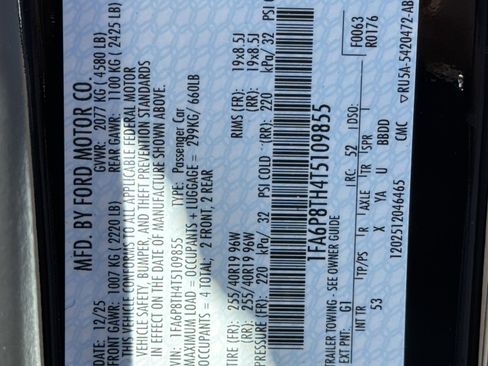 MFD. BY FORD MOTOR CO.
DATE: 12/25 GVWR: 2077 KG / 4580 LB)
FRONT GAWR: 1007 KG ( 2220 LB) REAR GAWR: 1100 KG ( 2425 LB)
THIS VEHICLE CONFORMS TO ALL APPLICABLE FEDERAL MOTOR
VEHICLE SAFETY, BUMPER, AND THEFT PREVENTION STANDARDS
IN EFFECT ON THE DATE OF MANUFACTURE SHOWN ABOVE.
VIN: 1FA6P8TH4T5109855 TYPE: Passenger Car
MAXIMUM LOAD = OCCUPANTS + LUGGAGE = 299KG / 660LB
OCCUPANTS = 4 TOTAL, 2 FRONT, 2 REAR
TIRE (FR): 255/40R19 96W RIMS (FR): 19x8.5J
(RR): 255/40R19 96W (RR): 19x8.5J
PRESSURE (FR): 220 kPa/ 32 PSI COLD (RR): 220 kPa/ 32 PSI
1FA6P8TH4T5109855
F0063
R0176
TRAILER TOWING - SEE OWNER GUIDE
EXT PNT: G1 RC: 52 DSO:
INT TR TP/PS R AXLE TR SPR
53 X YA U BBDD
1202512046465 CMC RU5A-5420472-AB